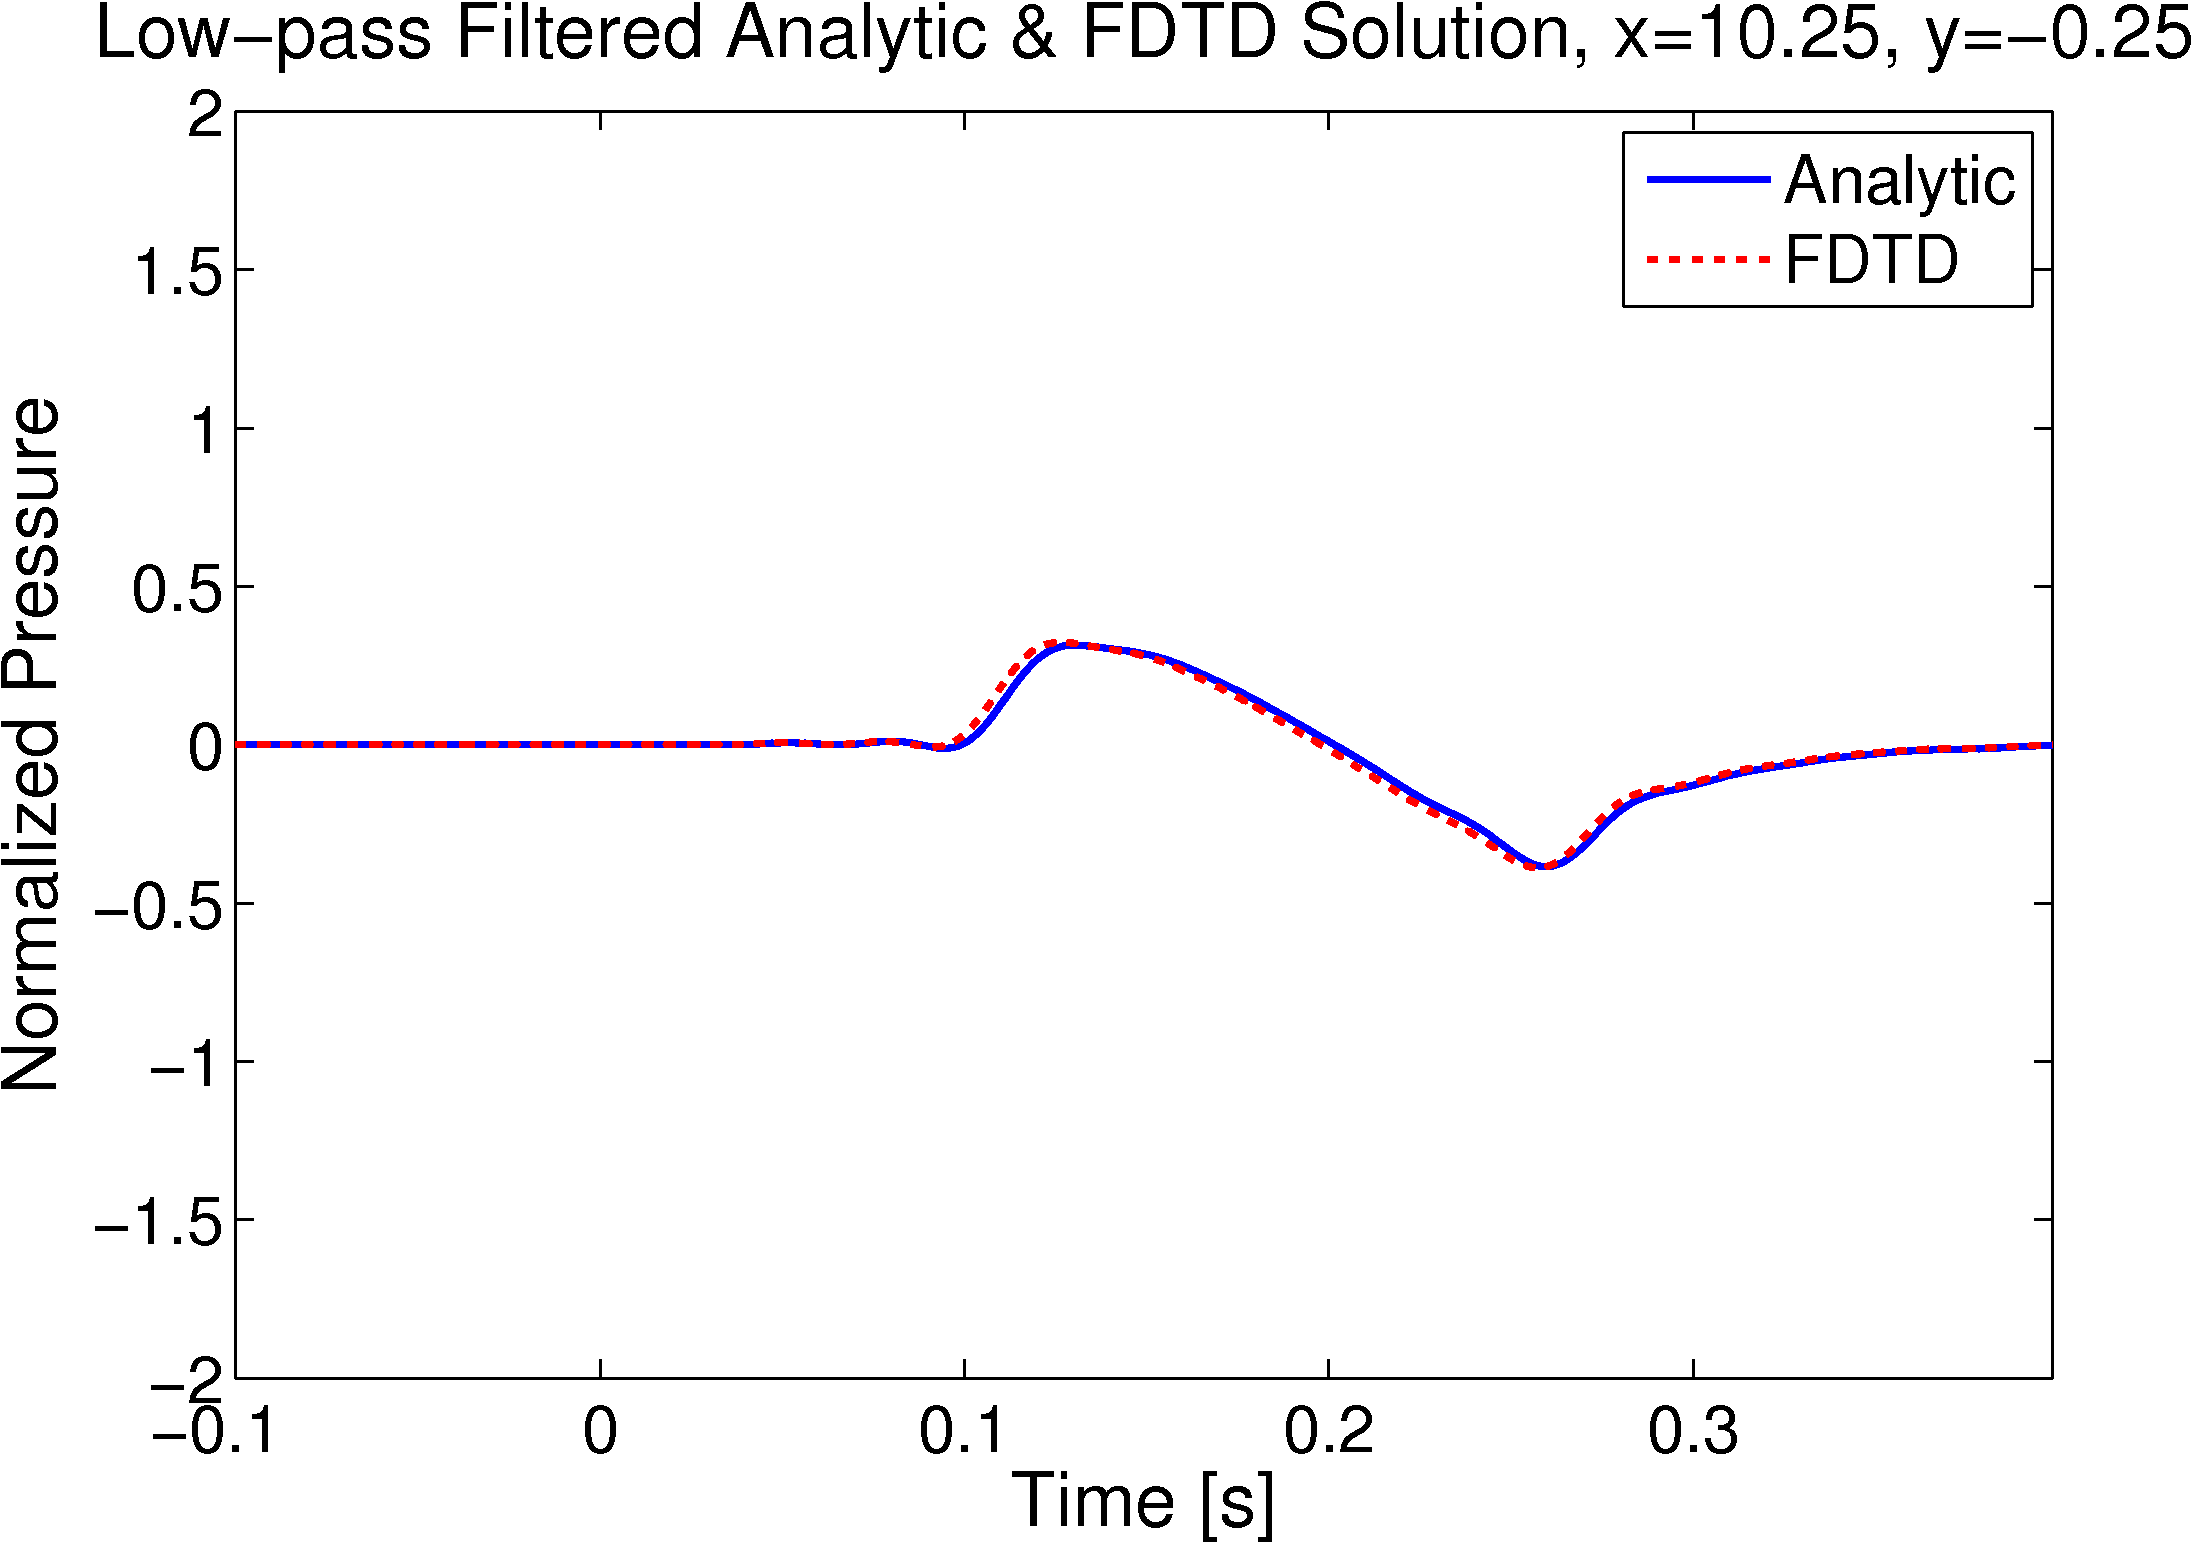 Low−pass Filtered Analytic & FDTD Solution, x=10.25, y=−0.25
2
1.5
1
0.5
0
−0.5
−1
−1.5
−2
Normalized Pressure
Analytic
FDTD
−0.1
0
0.1
0.2
0.3
Time [s]